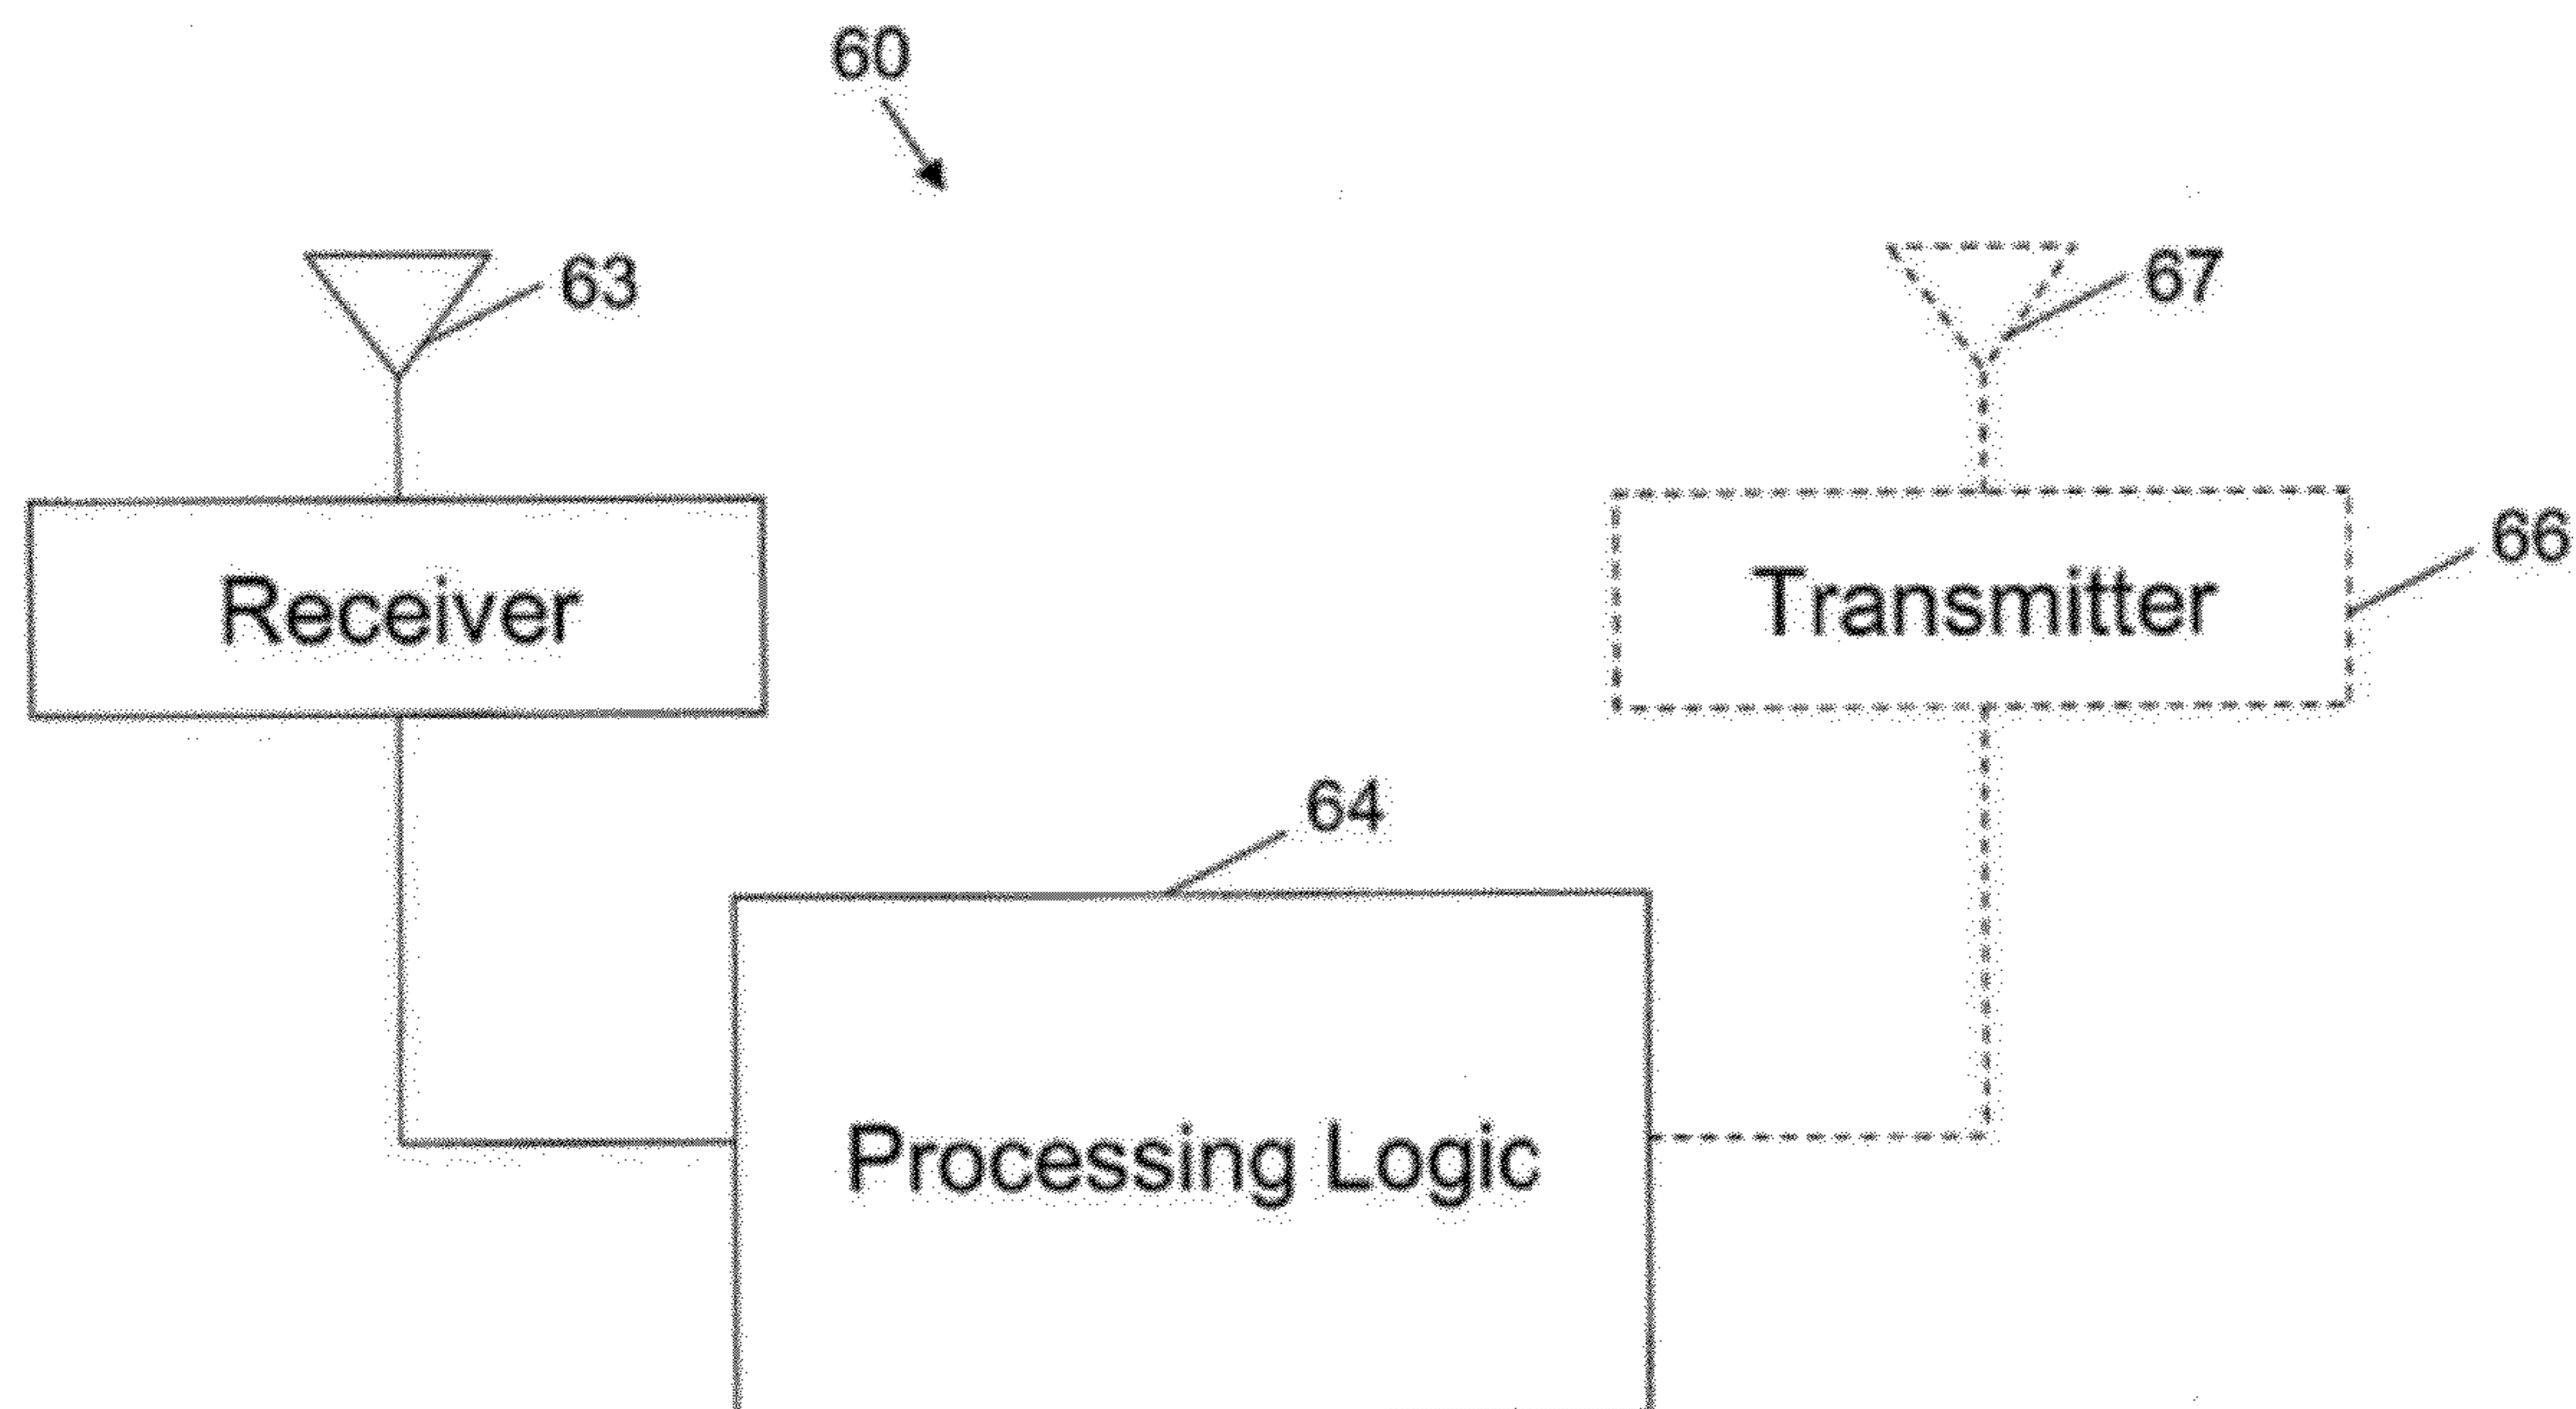 60
63
67
Receiver
Transmitter
66
64
Processing Logic